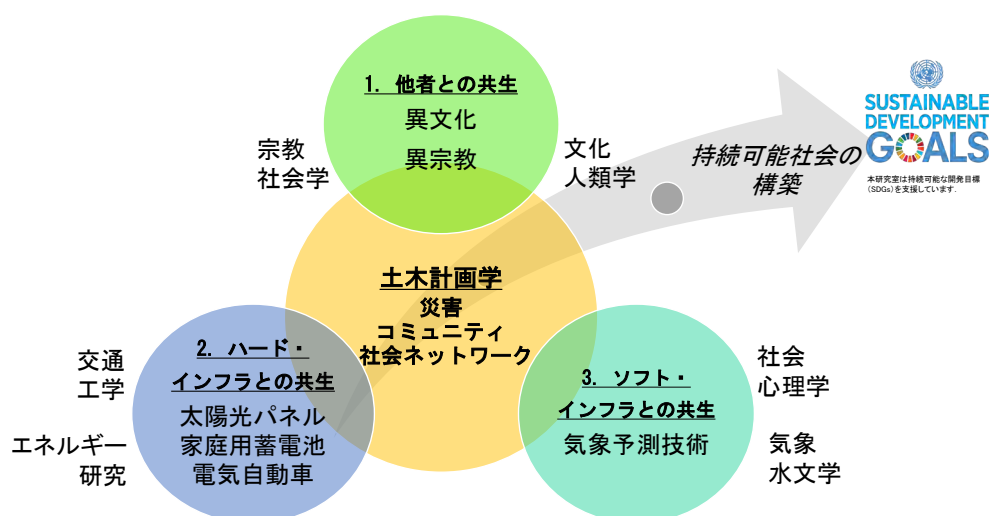 1. 他者との共生
異文化
異宗教
宗教
社会学
文化
人類学
持続可能社会の
構築
SUSTAINABLE
DEVELOPMENT
GOALS
本研究室は持続可能な開発目標
(SDGs)を支援しています.
土木計画学
災害
コミュニティ
社会ネットワーク
2. ハード・
インフラとの共生
太陽光パネル
家庭用蓄電池
電気自動車
交通
工学
エネルギー
研究
3. ソフト・
インフラとの共生
気象予測技術
社会
心理学
気象
水文学